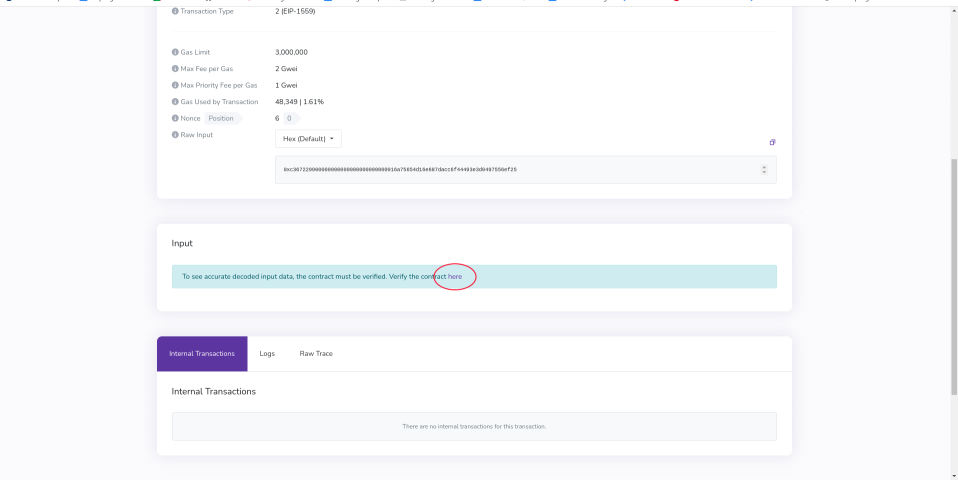 Transaction Type 2 (EIP-1559)
Gas Limit 3,000,000
Max Fee per Gas 2 Gwei
Max Priority Fee per Gas 1 Gwei
Gas Used by Transaction 48,349 | 1.61%
Nonce Position 6 0
Raw Input Hex (Default)
Input
To see accurate decoded input data, the contract must be verified. Verify the contract here
Internal Transactions Logs Raw Trace
Internal Transactions
There are no internal transactions for this transaction.